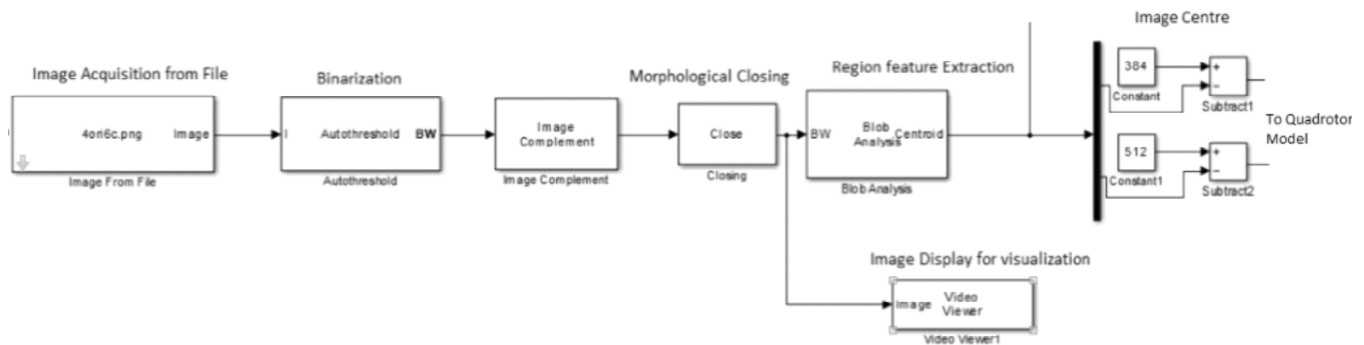 Image Acquisition from File
4ori6c.png
Image
Image From File
Binarization
I
Autothreshold
BW
Autothreshold
Image
Complement
Image Complement
Morphological Closing
Close
Closing
Region feature Extraction
BW
Blob
Analysis
Centroid
Blob Analysis
Image Display for visualization
Image
Video
Viewer
Video Viewer1
Image Centre
384
Constant
+
−
Subtract1
512
Constant1
+
−
Subtract2
To Quadrotor
Model